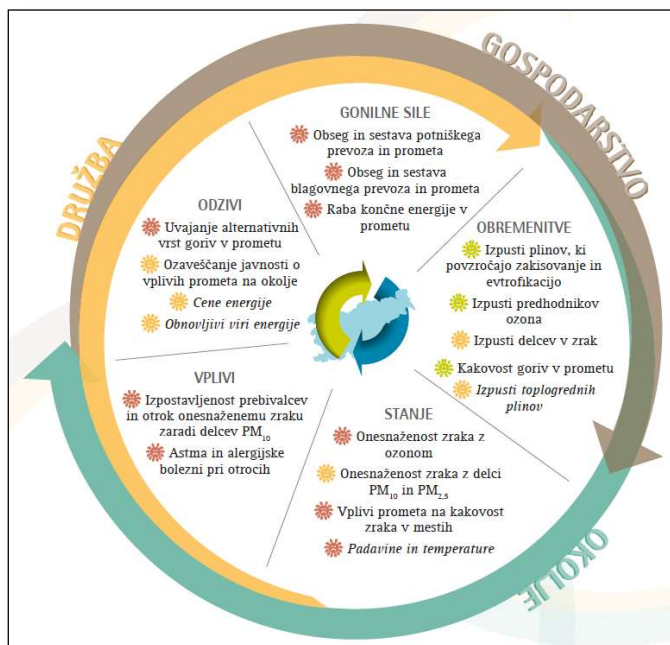 GOSPODARSTVO
DRUŽBA
OKOLJE
GONILNE SILE
Obseg in sestava potniškega
prevoza in prometa
Obseg in sestava
blagovnega prevoza in prometa
Raba končne energije v
prometu
OBREMENITVE
Izpusti plinov, ki
povzročajo zakisovanje in
evtrofikacijo
Izpusti predhodnikov
ozona
Izpusti delcev v zrak
Kakovost goriv v prometu
Izpusti toplogrednih
plinov
STANJE
Onesnaženost zraka z
ozonom
Onesnaženost zraka z delci
PM10 in PM2,5
Vplivi prometa na kakovost
zraka v mestih
Padavine in temperature
VPLIVI
Izpostavljenost prebivalcev
in otrok onesnaženemu zraku
zaradi delcev PM10
Astma in alergijske
bolezni pri otrocih
ODZIVI
Uvajanje alternativnih
vrst goriv v prometu
Ozaveščanje javnosti o
vplivih prometa na okolje
Cene energije
Obnovljivi viri energije